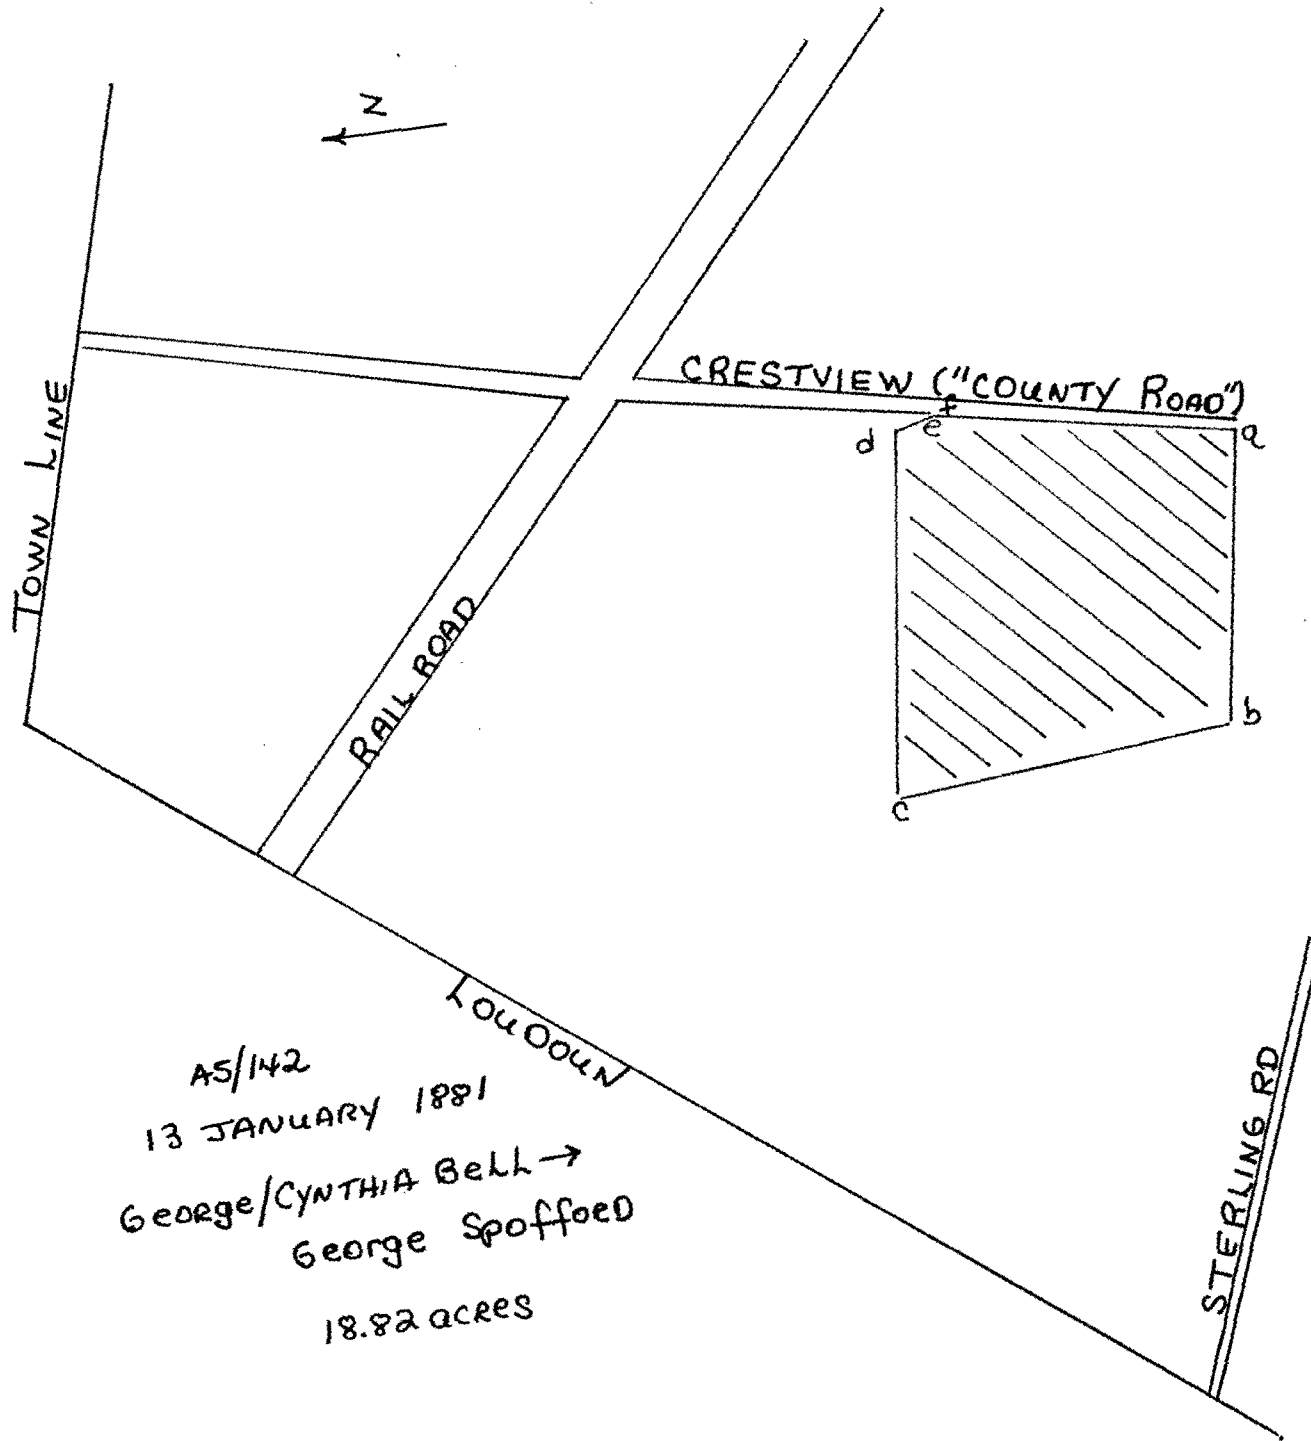 N
TOWN LINE
CRESTVIEW ("COUNTY ROAD")
f
d
e
a
RAIL ROAD
b
c
LOUDOUN
STERLING RD
A5/142
13 JANUARY 1881
George/CYNTHIA BeLL →
George Spofford
18.82 acres